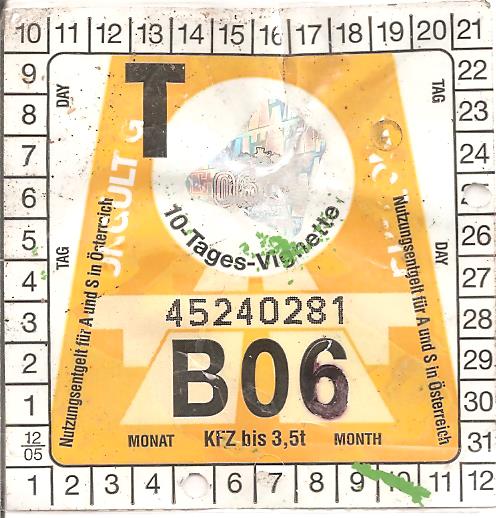 10 11 12 13 14 15 16 17 18 19 20 21
9 22
8 23
7 24
6
5 26
4 27
3 28
2 29
1 30
12/05 31
1 2 3 4 6 7 8 9 10 11 12
DAY
TAG
T
TAG
DAY
10-Tages-Vignette
Nutzungsentgelt für A und S in Österreich
Nutzungsentgelt für A und S in Österreich
45240281
B06
MONAT KFZ bis 3,5t MONTH